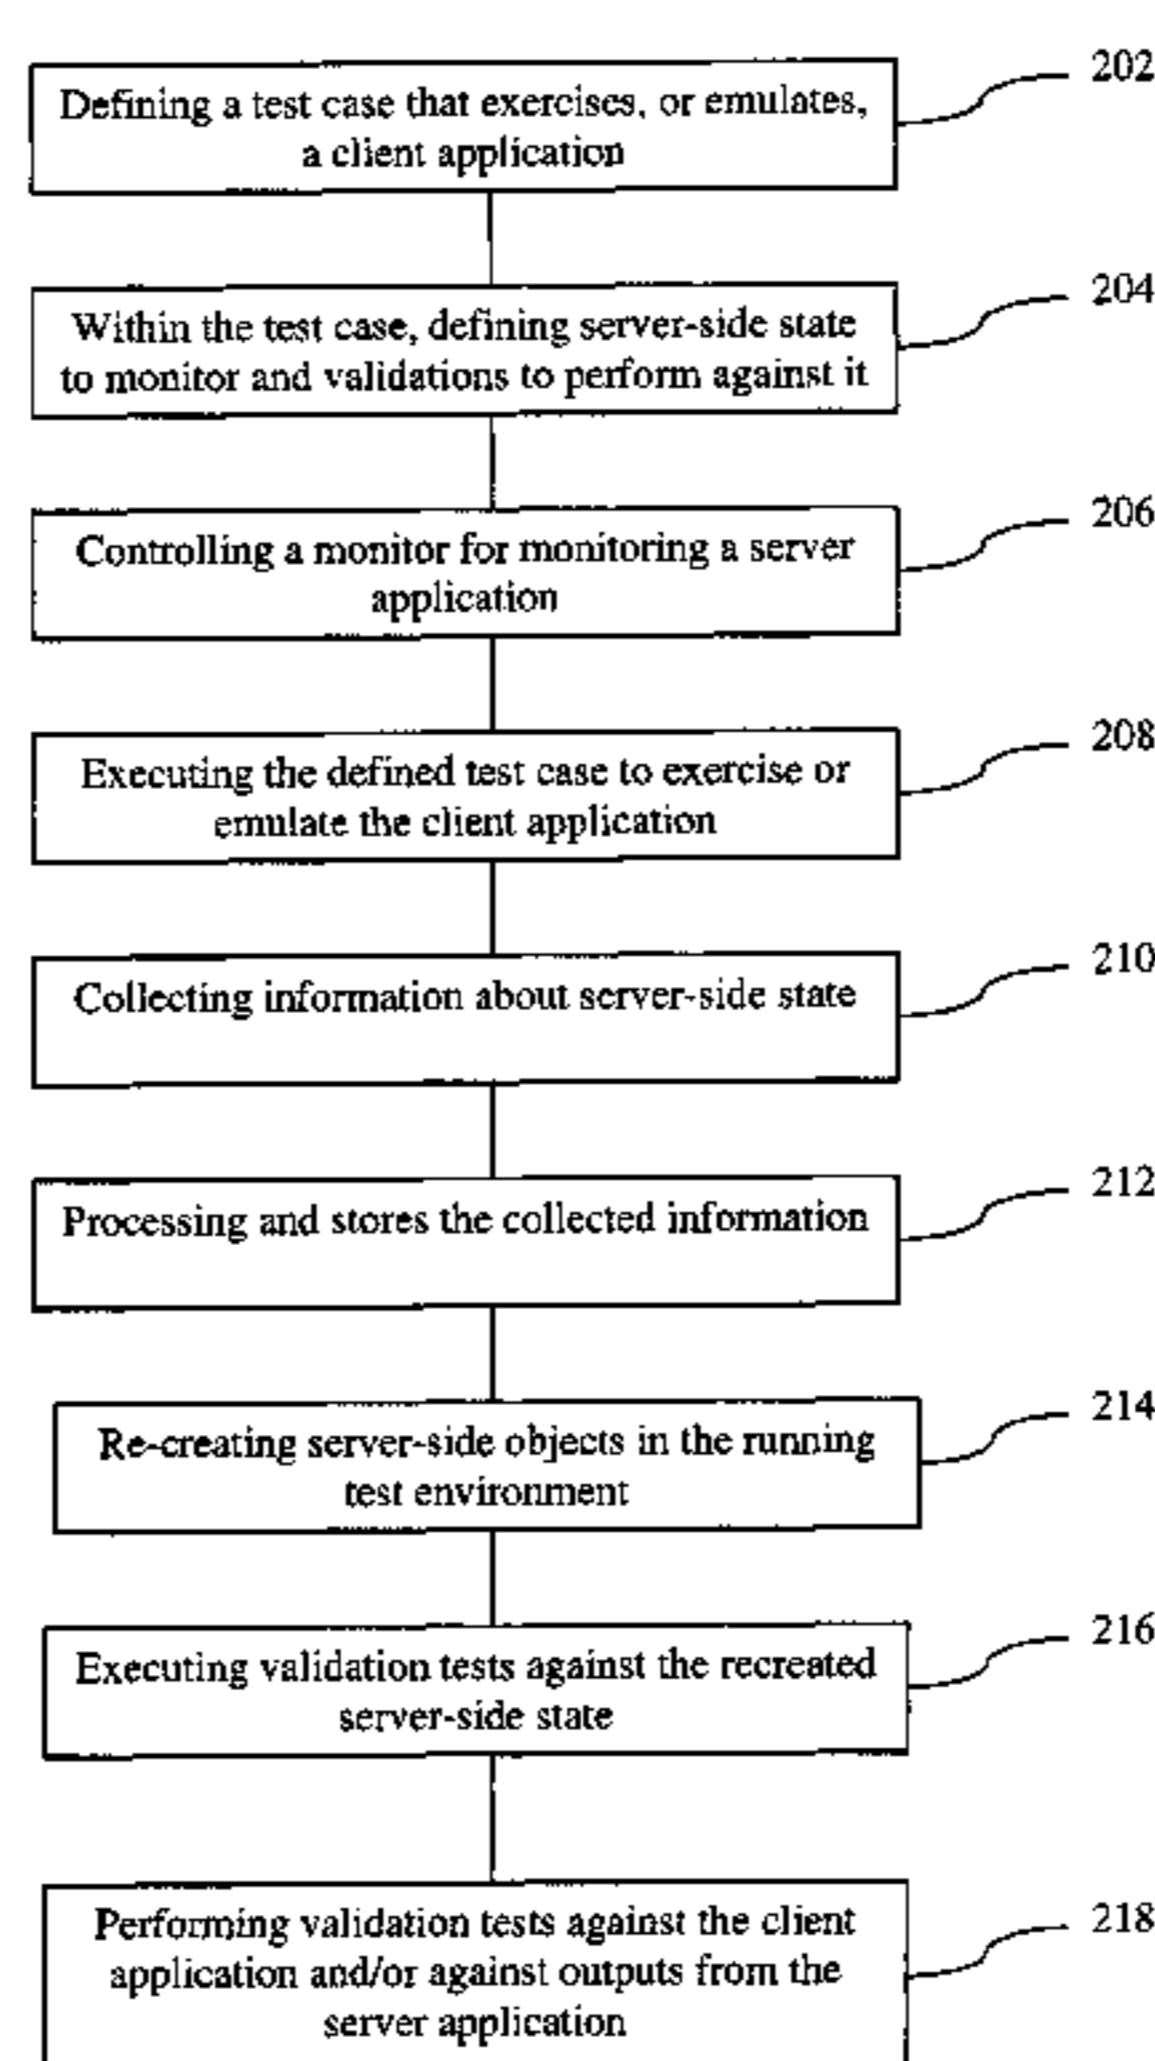 202
Defining a test case that exercises, or emulates,
a client application
204
Within the test case, defining server-side state
to monitor and validations to perform against it
206
Controlling a monitor for monitoring a server
application
208
Executing the defined test case to exercise or
emulate the client application
210
Collecting information about server-side state
212
Processing and stores the collected information
214
Re-creating server-side objects in the running
test environment
216
Executing validation tests against the recreated
server-side state
218
Performing validation tests against the client
application and/or against outputs from the
server application